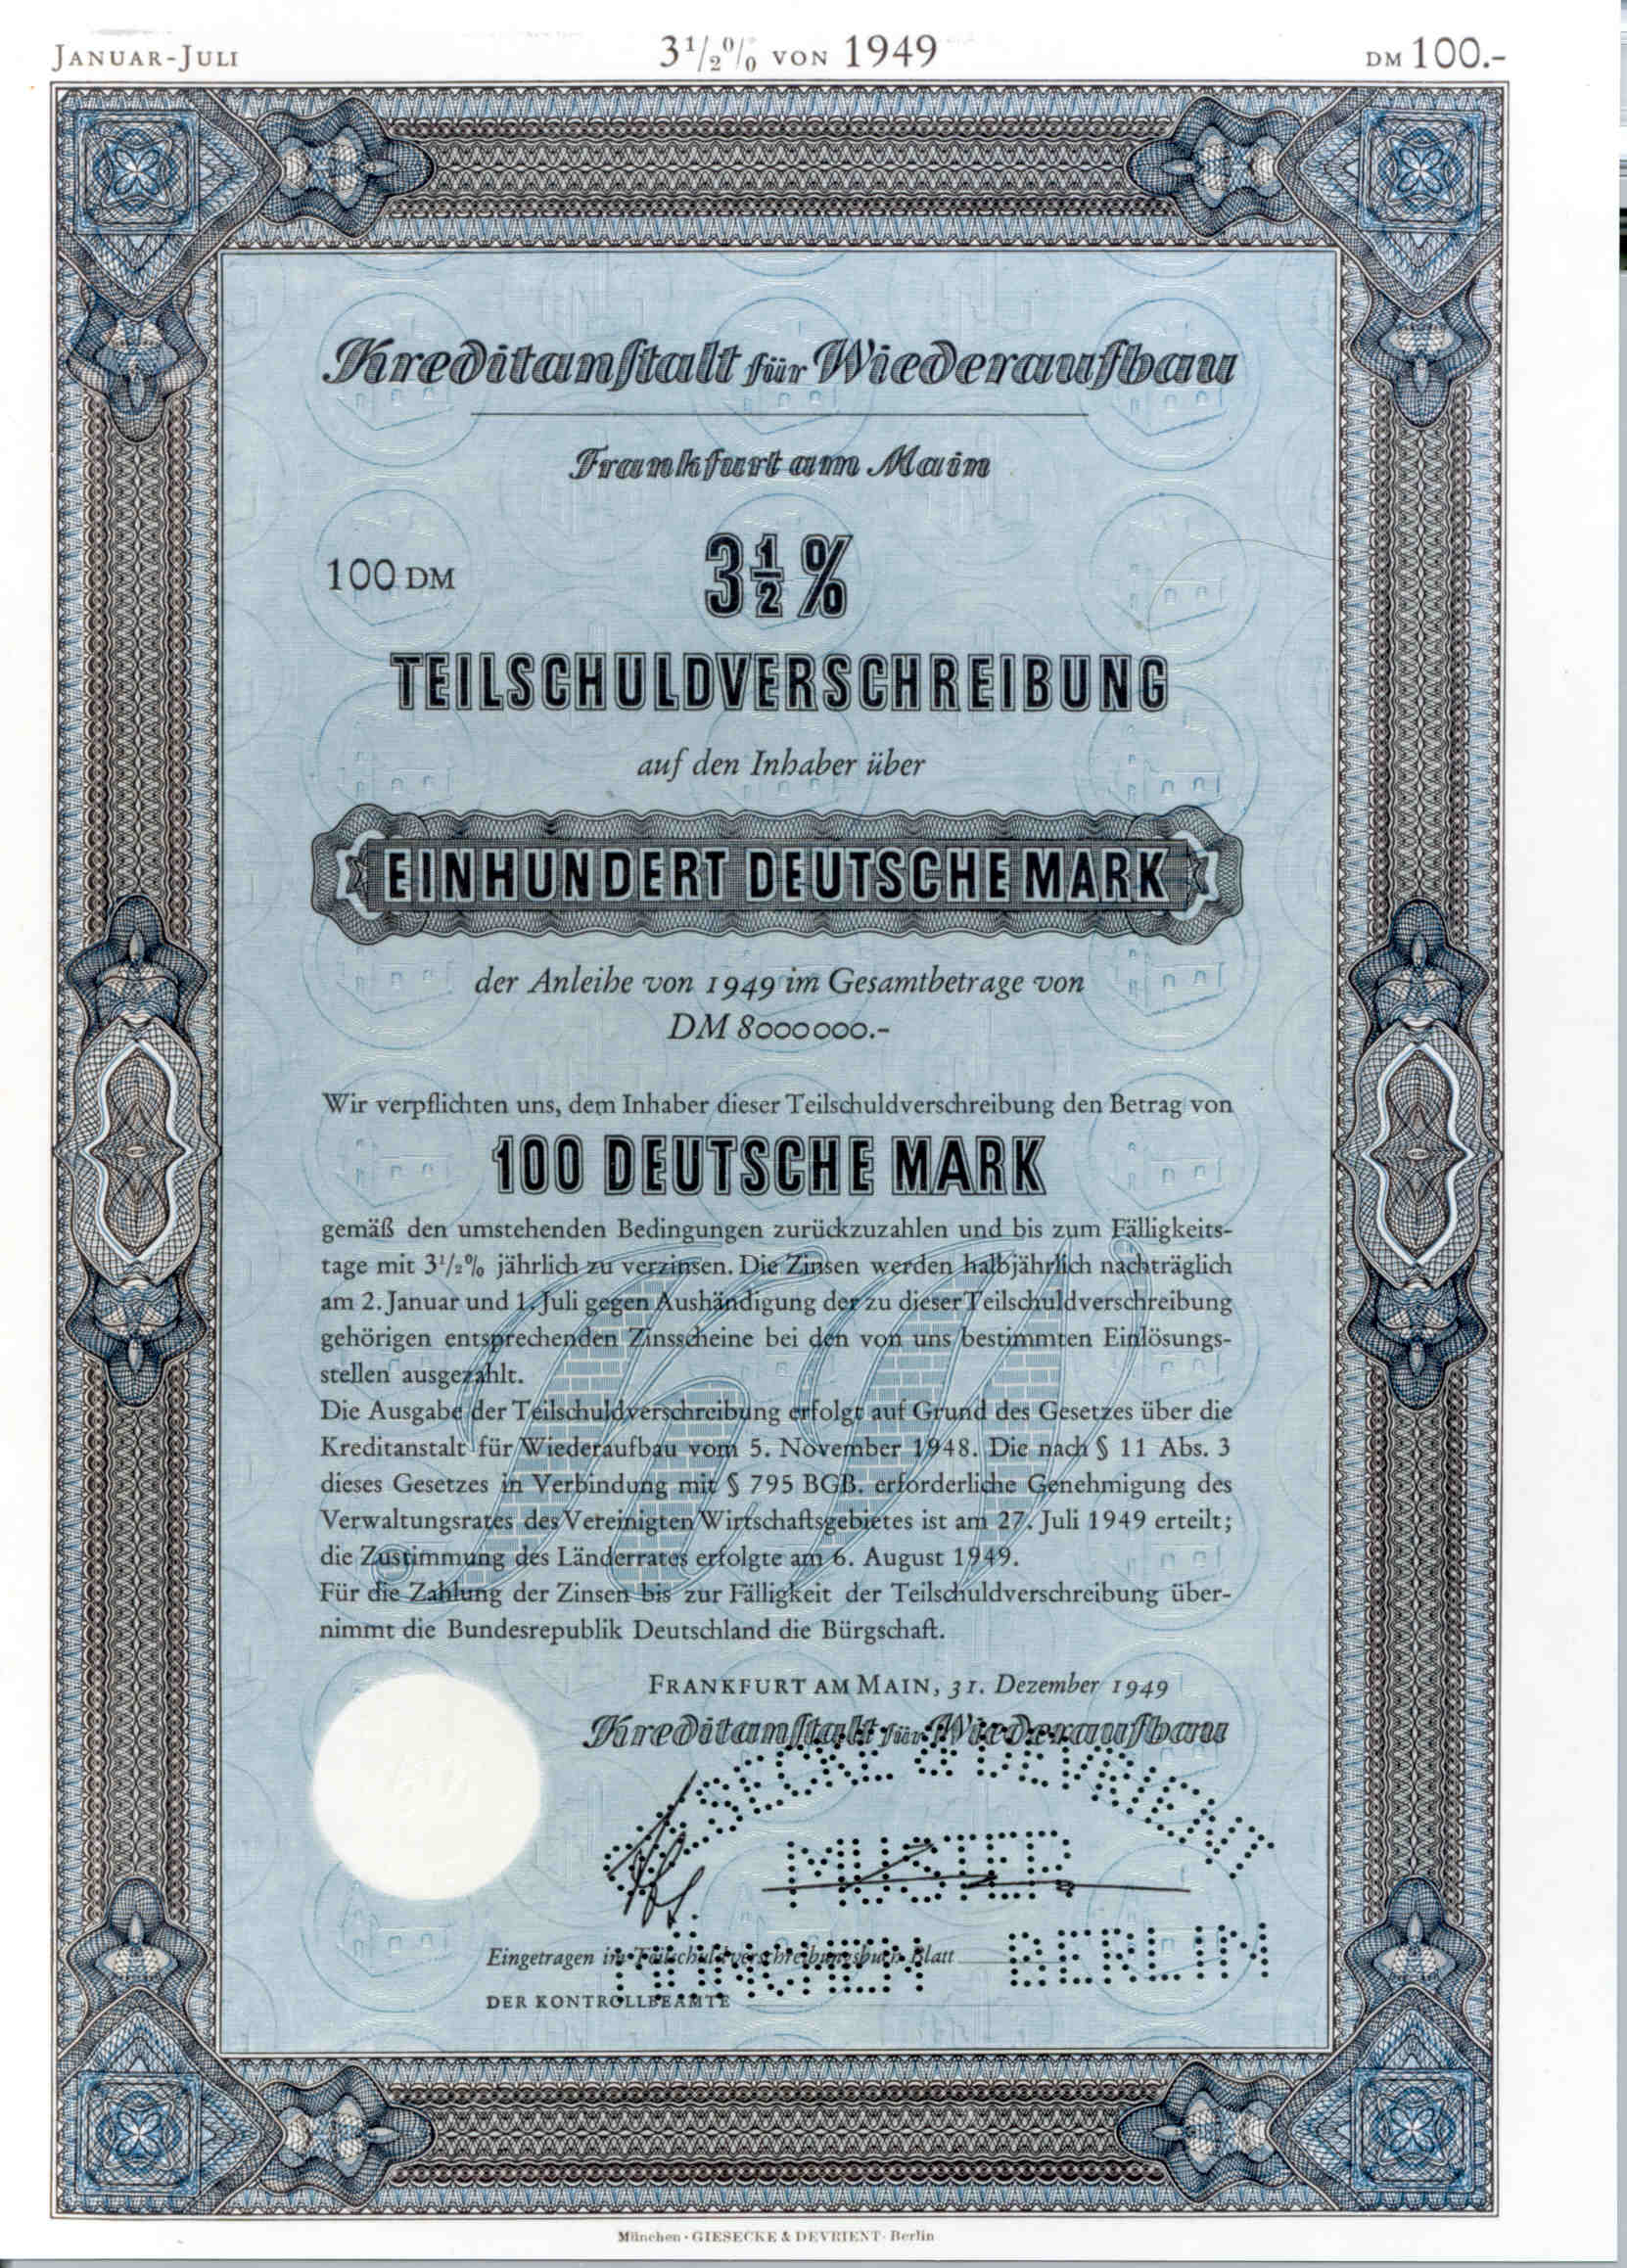 JANUAR-JULI
3½% VON 1949
DM 100.-
Kreditanstalt für Wiederaufbau
Frankfurt am Main
100 DM
3½%
TEILSCHULDVERSCHREIBUNG
auf den Inhaber über
EINHUNDERT DEUTSCHE MARK
der Anleihe von 1949 im Gesamtbetrage von
DM 8000000.-
Wir verpflichten uns, dem Inhaber dieser Teilschuldverschreibung den Betrag von
100 DEUTSCHE MARK
gemäß den umstehenden Bedingungen zurückzuzahlen und bis zum Fälligkeits-
tage mit 3½% jährlich zu verzinsen. Die Zinsen werden halbjährlich nachträglich
am 2. Januar und 1. Juli gegen Aushändigung der zu dieser Teilschuldverschreibung
gehörigen entsprechenden Zinsscheine bei den von uns bestimmten Einlösungs-
stellen ausgezahlt.
Die Ausgabe der Teilschuldverschreibung erfolgt auf Grund des Gesetzes über die
Kreditanstalt für Wiederaufbau vom 5. November 1948. Die nach § 11 Abs. 3
dieses Gesetzes in Verbindung mit § 795 BGB. erforderliche Genehmigung des
Verwaltungsrates des Vereinigten Wirtschaftsgebietes ist am 27. Juli 1949 erteilt;
die Zustimmung des Länderrates erfolgte am 6. August 1949.
Für die Zahlung der Zinsen bis zur Fälligkeit der Teilschuldverschreibung über-
nimmt die Bundesrepublik Deutschland die Bürgschaft.
KfW
FRANKFURT AM MAIN, 31. Dezember 1949
Kreditanstalt für Wiederaufbau
GIESECKE & DEVRIENT
MUSTER
MÜNCHEN BERLIN
Eingetragen im Teilschuldverschreibungsbuch Blatt
DER KONTROLLBEAMTE
München · GIESECKE & DEVRIENT · Berlin